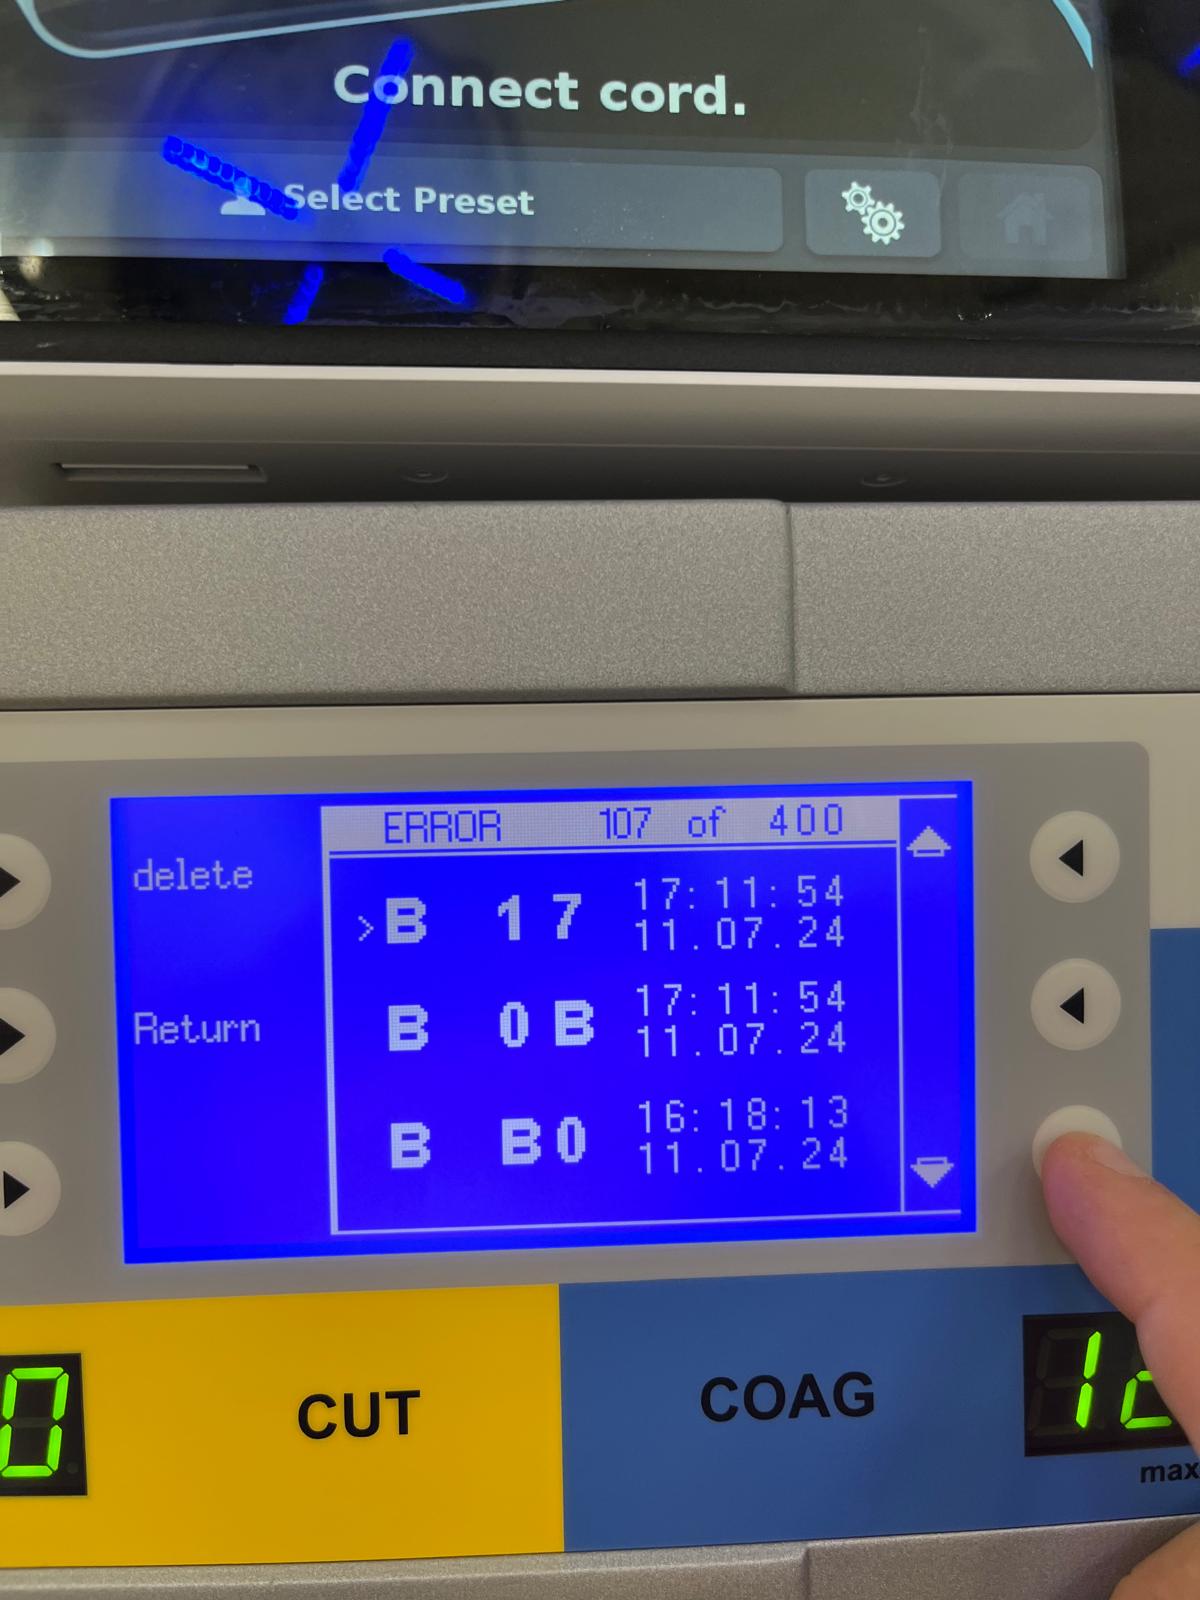 Connect cord.
Select Preset
ERROR 107 of 400
delete
>B 17 17:11:54
11.07.24
Return
B 0B 17:11:54
11.07.24
B B0 16:18:13
11.07.24
0
CUT
COAG
max